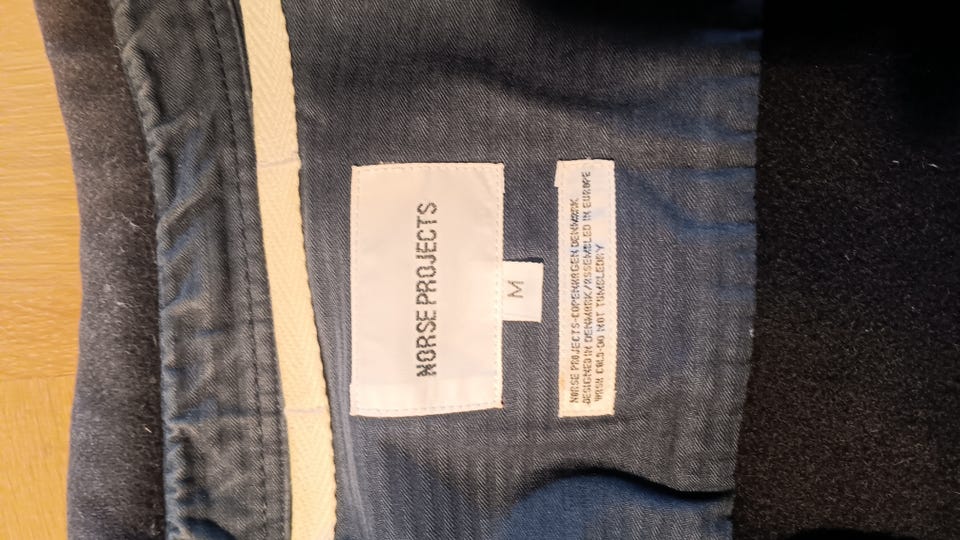 NORSE PROJECTS
M
NORSE PROJECTS-COPENHAGEN DENMARK
DESIGNED IN DENMARK/ASSEMBLED IN EUROPE
WASH COLD-DO NOT TUMBLEDRY